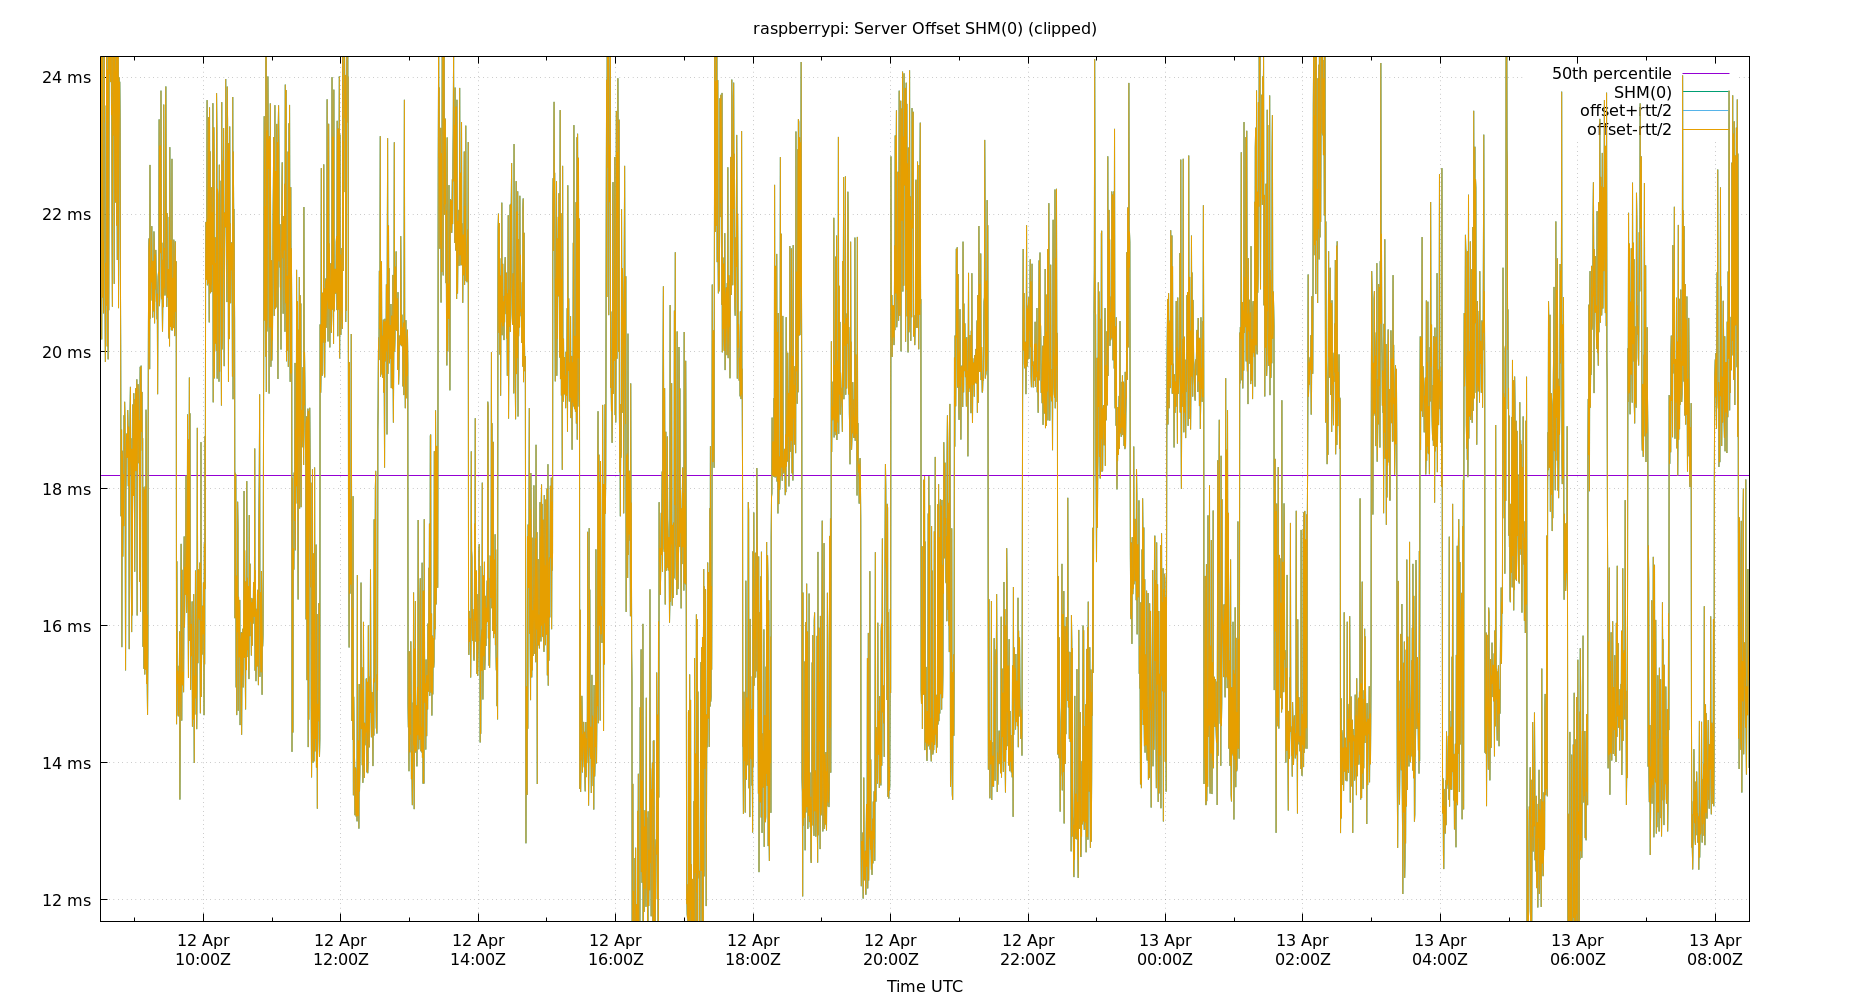 raspberrypi: Server Offset SHM(0) (clipped)
24 ms
22 ms
20 ms
18 ms
16 ms
14 ms
12 ms
50th percentile
SHM(0)
offset+rtt/2
offset-rtt/2
12 Apr
10:00Z
12 Apr
12:00Z
12 Apr
14:00Z
12 Apr
16:00Z
12 Apr
18:00Z
12 Apr
20:00Z
12 Apr
22:00Z
13 Apr
00:00Z
13 Apr
02:00Z
13 Apr
04:00Z
13 Apr
06:00Z
13 Apr
08:00Z
Time UTC